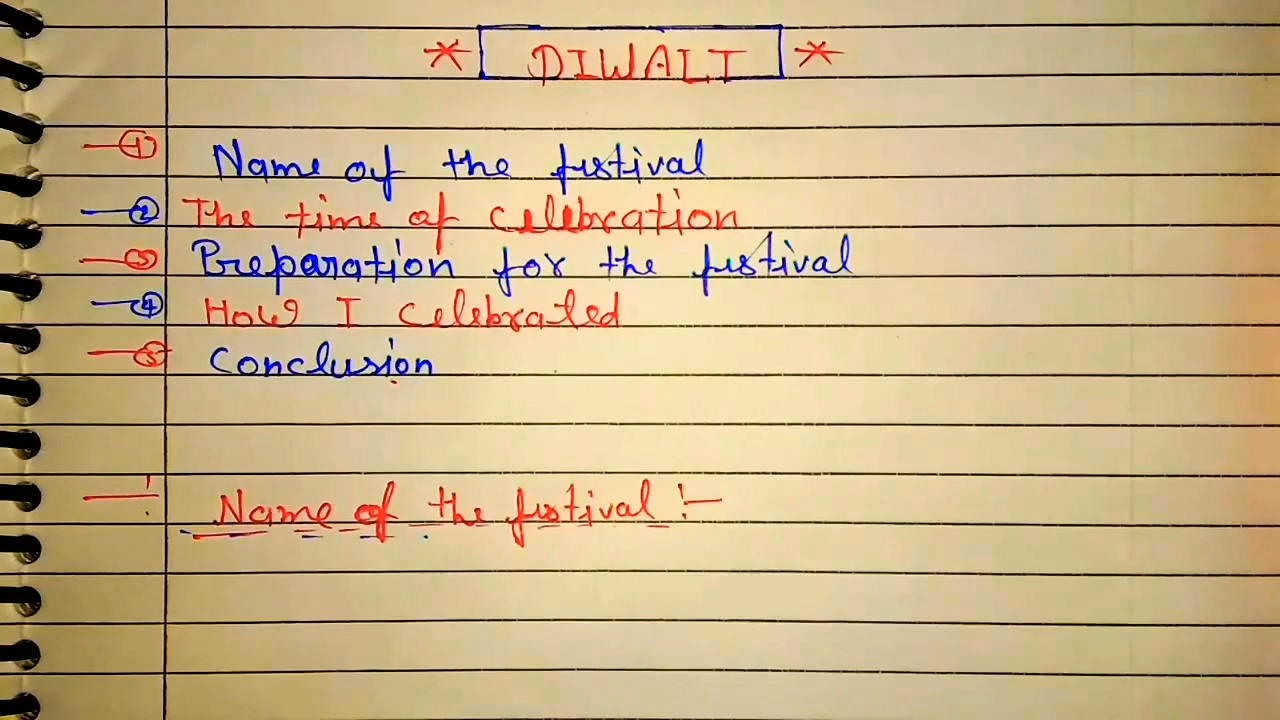 * DIWALI *
① Name of the festival
② The time of celebration
③ Preparation for the festival
④ How I celebrated
⑤ Conclusion
Name of the festival :-